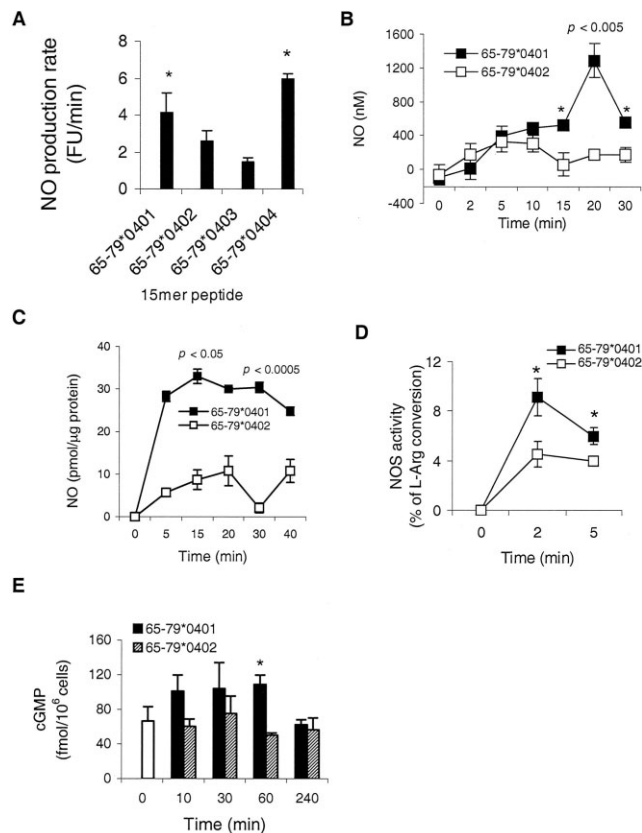 A
NO production rate
(FU/min)
8
6
4
2
0
*
*
65-79*0401
65-79*0402
65-79*0403
65-79*0404
15mer peptide
B
p < 0.005
65-79*0401
65-79*0402
NO (nM)
1600
1200
800
400
0
-400
*
*
0 2 5 10 15 20 30
Time (min)
C
NO (pmol/µg protein)
40
30
20
10
0
p < 0.05
p < 0.0005
65-79*0401
65-79*0402
0 5 15 20 30 40
Time (min)
D
65-79*0401
65-79*0402
NOS activity
(% of L-Arg conversion)
12
8
4
0
*
*
0 2 5
Time (min)
E
65-79*0401
65-79*0402
cGMP
(fmol/10⁶ cells)
160
120
80
40
0
*
0 10 30 60 240
Time (min)